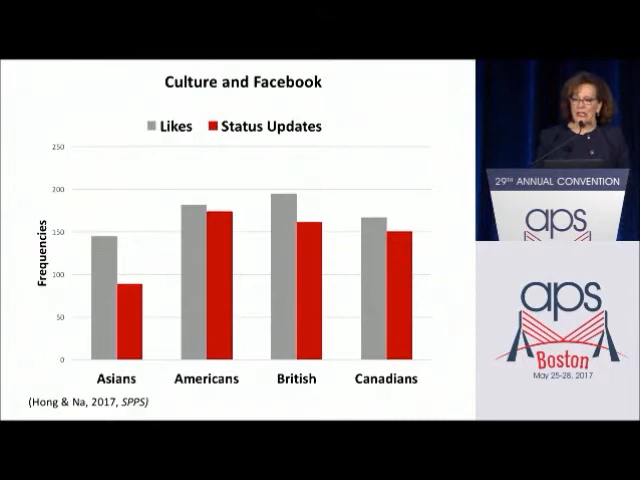 Culture and Facebook
Likes Status Updates
250
200
150
100
50
0
Frequencies
Asians Americans British Canadians
(Hong & Na, 2017, SPPS)
29TH ANNUAL CONVENTION
aps
aps
Boston
May 25-28, 2017